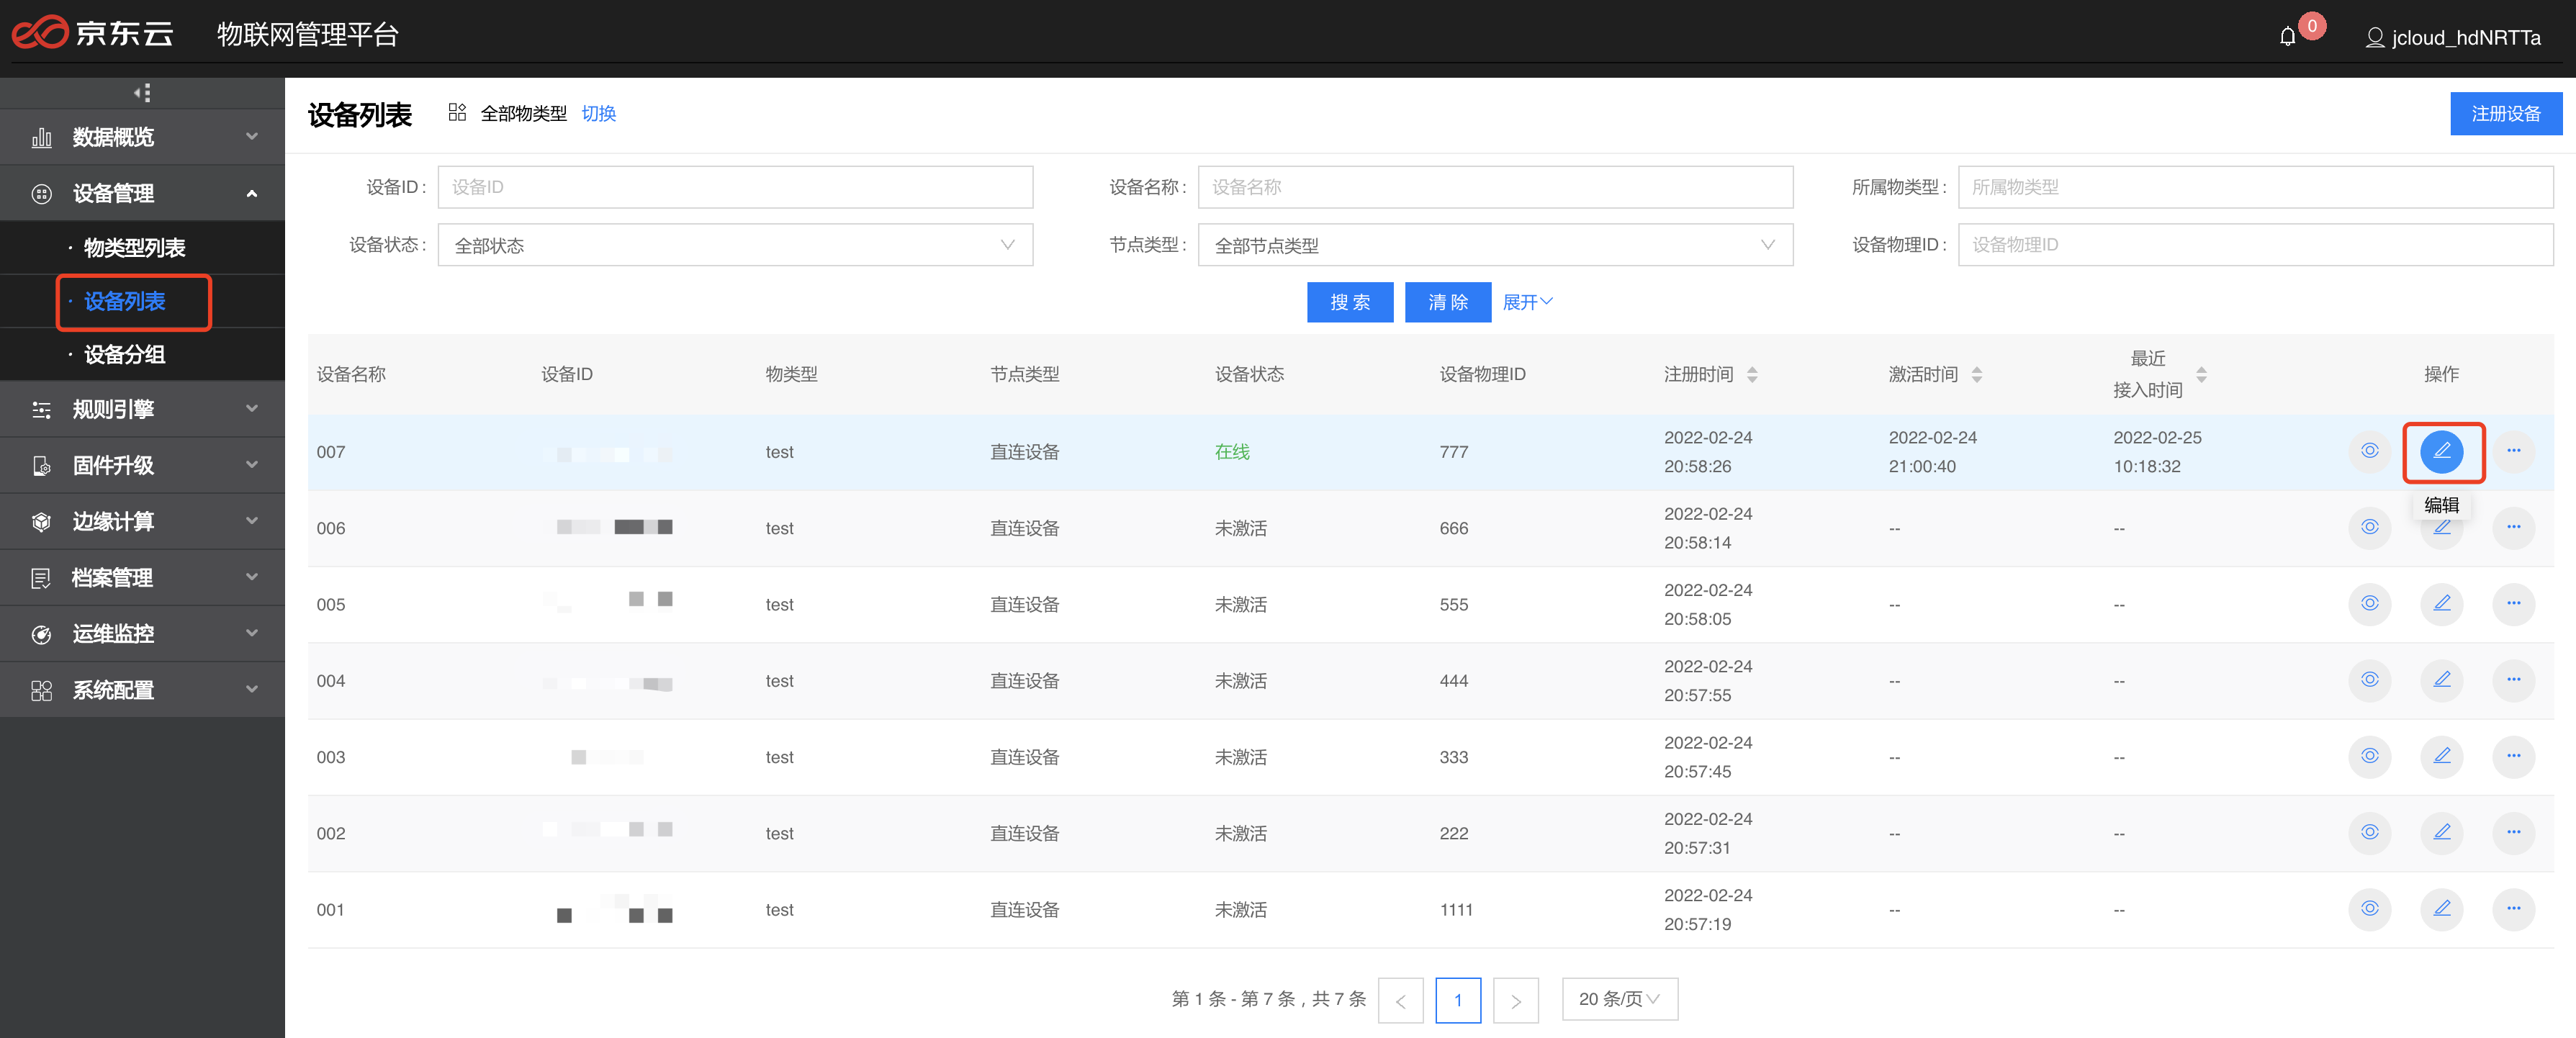 京东云 物联网管理平台 0 jcloud_hdNRTTa
数据概览
设备管理
· 物类型列表
· 设备列表
· 设备分组
规则引擎
固件升级
边缘计算
档案管理
运维监控
系统配置
设备列表 全部物类型 切换 注册设备
设备ID : 设备ID 设备名称 : 设备名称 所属物类型 : 所属物类型
设备状态 : 全部状态 节点类型 : 全部节点类型 设备物理ID : 设备物理ID
搜 索 清 除 展开
设备名称 设备ID 物类型 节点类型 设备状态 设备物理ID 注册时间 激活时间 最近 接入时间 操作
007 test 直连设备 在线 777 2022-02-24 20:58:26 2022-02-24 21:00:40 2022-02-25 10:18:32 ···
编辑
006 test 直连设备 未激活 666 2022-02-24 20:58:14 -- -- ···
005 test 直连设备 未激活 555 2022-02-24 20:58:05 -- -- ···
004 test 直连设备 未激活 444 2022-02-24 20:57:55 -- -- ···
003 test 直连设备 未激活 333 2022-02-24 20:57:45 -- -- ···
002 test 直连设备 未激活 222 2022-02-24 20:57:31 -- -- ···
001 test 直连设备 未激活 1111 2022-02-24 20:57:19 -- -- ···
第 1 条 - 第 7 条 , 共 7 条 < 1 > 20 条/页